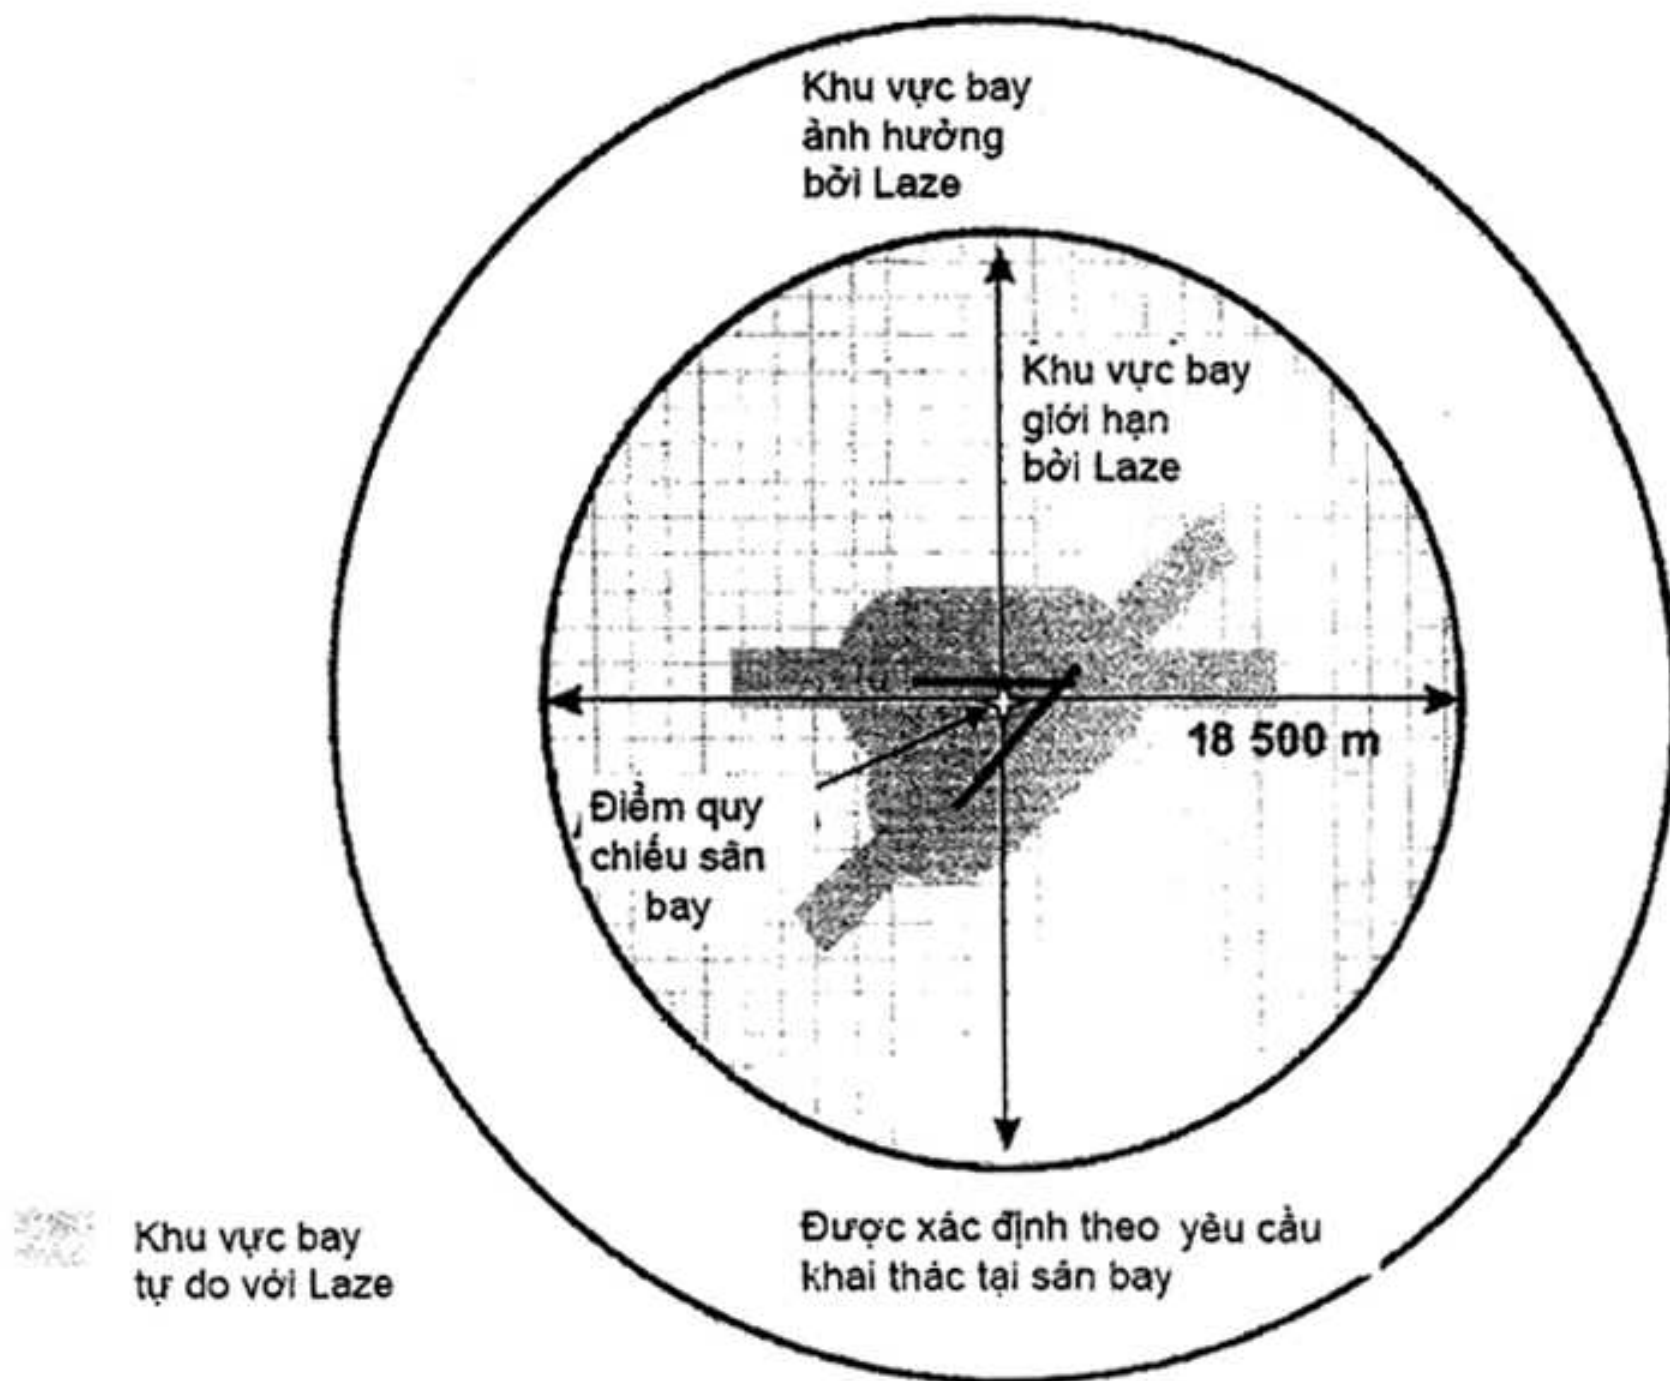 Khu vực bay
ảnh hưởng
bởi Laze
Khu vực bay
giới hạn
bởi Laze
18 500 m
Điểm quy
chiếu sân
bay
Được xác định theo yêu cầu
khai thác tại sân bay
Khu vực bay
tự do với Laze